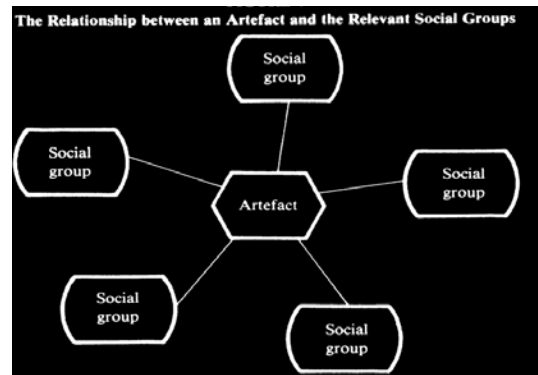 The Relationship between an Artefact and the Relevant Social Groups
Social
group
Social
group
Social
group
Artefact
Social
group
Social
group